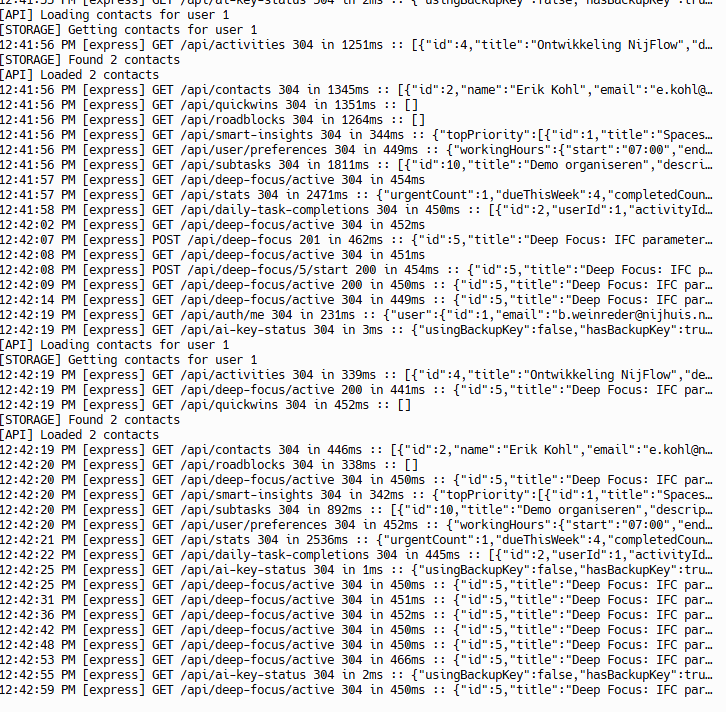 12:41:55 PM [express] GET /api/ai-key-status 304 in 2ms :: {"usingBackupKey":false,"hasBackupKey":tru…
[API] Loading contacts for user 1
[STORAGE] Getting contacts for user 1
12:41:56 PM [express] GET /api/activities 304 in 1251ms :: [{"id":4,"title":"Ontwikkeling NijFlow","d…
[STORAGE] Found 2 contacts
[API] Loaded 2 contacts
12:41:56 PM [express] GET /api/contacts 304 in 1345ms :: [{"id":2,"name":"Erik Kohl","email":"e.kohl@…
12:41:56 PM [express] GET /api/quickwins 304 in 1351ms :: []
12:41:56 PM [express] GET /api/roadblocks 304 in 1264ms :: []
12:41:56 PM [express] GET /api/smart-insights 304 in 344ms :: {"topPriority":[{"id":1,"title":"Spaces…
12:41:56 PM [express] GET /api/user/preferences 304 in 449ms :: {"workingHours":{"start":"07:00","end…
12:41:56 PM [express] GET /api/subtasks 304 in 1811ms :: [{"id":10,"title":"Demo organiseren","descri…
12:41:57 PM [express] GET /api/deep-focus/active 304 in 454ms
12:41:57 PM [express] GET /api/stats 304 in 2471ms :: {"urgentCount":1,"dueThisWeek":4,"completedCoun…
12:41:58 PM [express] GET /api/daily-task-completions 304 in 450ms :: [{"id":2,"userId":1,"activityId…
12:42:02 PM [express] GET /api/deep-focus/active 304 in 452ms
12:42:07 PM [express] POST /api/deep-focus 201 in 462ms :: {"id":5,"title":"Deep Focus: IFC parameter…
12:42:08 PM [express] GET /api/deep-focus/active 304 in 451ms
12:42:08 PM [express] POST /api/deep-focus/5/start 200 in 454ms :: {"id":5,"title":"Deep Focus: IFC p…
12:42:09 PM [express] GET /api/deep-focus/active 200 in 450ms :: {"id":5,"title":"Deep Focus: IFC par…
12:42:14 PM [express] GET /api/deep-focus/active 304 in 449ms :: {"id":5,"title":"Deep Focus: IFC par…
12:42:19 PM [express] GET /api/auth/me 304 in 231ms :: {"user":{"id":1,"email":"b.weinreder@nijhuis.n…
12:42:19 PM [express] GET /api/ai-key-status 304 in 3ms :: {"usingBackupKey":false,"hasBackupKey":tru…
[API] Loading contacts for user 1
[STORAGE] Getting contacts for user 1
12:42:19 PM [express] GET /api/activities 304 in 339ms :: [{"id":4,"title":"Ontwikkeling NijFlow","de…
12:42:19 PM [express] GET /api/deep-focus/active 200 in 441ms :: {"id":5,"title":"Deep Focus: IFC par…
12:42:19 PM [express] GET /api/quickwins 304 in 452ms :: []
[STORAGE] Found 2 contacts
[API] Loaded 2 contacts
12:42:19 PM [express] GET /api/contacts 304 in 446ms :: [{"id":2,"name":"Erik Kohl","email":"e.kohl@n…
12:42:20 PM [express] GET /api/roadblocks 304 in 338ms :: []
12:42:20 PM [express] GET /api/deep-focus/active 304 in 450ms :: {"id":5,"title":"Deep Focus: IFC par…
12:42:20 PM [express] GET /api/smart-insights 304 in 342ms :: {"topPriority":[{"id":1,"title":"Spaces…
12:42:20 PM [express] GET /api/subtasks 304 in 892ms :: [{"id":10,"title":"Demo organiseren","descrip…
12:42:20 PM [express] GET /api/user/preferences 304 in 452ms :: {"workingHours":{"start":"07:00","end…
12:42:21 PM [express] GET /api/stats 304 in 2536ms :: {"urgentCount":1,"dueThisWeek":4,"completedCoun…
12:42:22 PM [express] GET /api/daily-task-completions 304 in 445ms :: [{"id":2,"userId":1,"activityId…
12:42:25 PM [express] GET /api/ai-key-status 304 in 1ms :: {"usingBackupKey":false,"hasBackupKey":tru…
12:42:25 PM [express] GET /api/deep-focus/active 304 in 450ms :: {"id":5,"title":"Deep Focus: IFC par…
12:42:31 PM [express] GET /api/deep-focus/active 304 in 451ms :: {"id":5,"title":"Deep Focus: IFC par…
12:42:36 PM [express] GET /api/deep-focus/active 304 in 452ms :: {"id":5,"title":"Deep Focus: IFC par…
12:42:42 PM [express] GET /api/deep-focus/active 304 in 450ms :: {"id":5,"title":"Deep Focus: IFC par…
12:42:48 PM [express] GET /api/deep-focus/active 304 in 450ms :: {"id":5,"title":"Deep Focus: IFC par…
12:42:53 PM [express] GET /api/deep-focus/active 304 in 466ms :: {"id":5,"title":"Deep Focus: IFC par…
12:42:55 PM [express] GET /api/ai-key-status 304 in 2ms :: {"usingBackupKey":false,"hasBackupKey":tru…
12:42:59 PM [express] GET /api/deep-focus/active 304 in 450ms :: {"id":5,"title":"Deep Focus: IFC par…